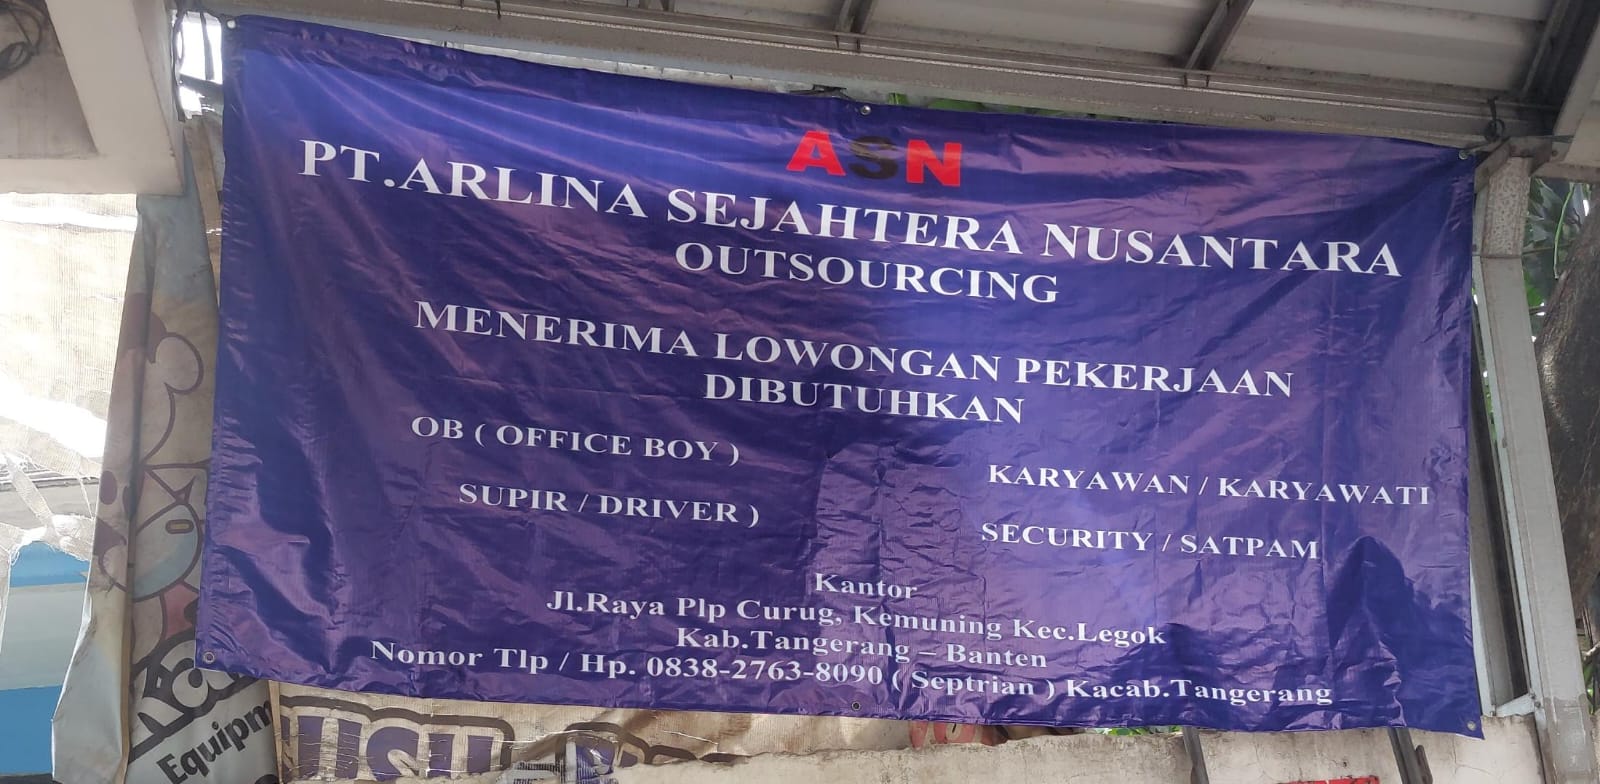 ASN
PT.ARLINA SEJAHTERA NUSANTARA
OUTSOURCING
MENERIMA LOWONGAN PEKERJAAN
DIBUTUHKAN
OB ( OFFICE BOY )
SUPIR / DRIVER )
KARYAWAN / KARYAWATI
SECURITY / SATPAM
Kantor
Jl.Raya Plp Curug, Kemuning Kec.Legok
Kab.Tangerang – Banten
Nomor Tlp / Hp. 0838-2763-8090 ( Septrian ) Kacab.Tangerang